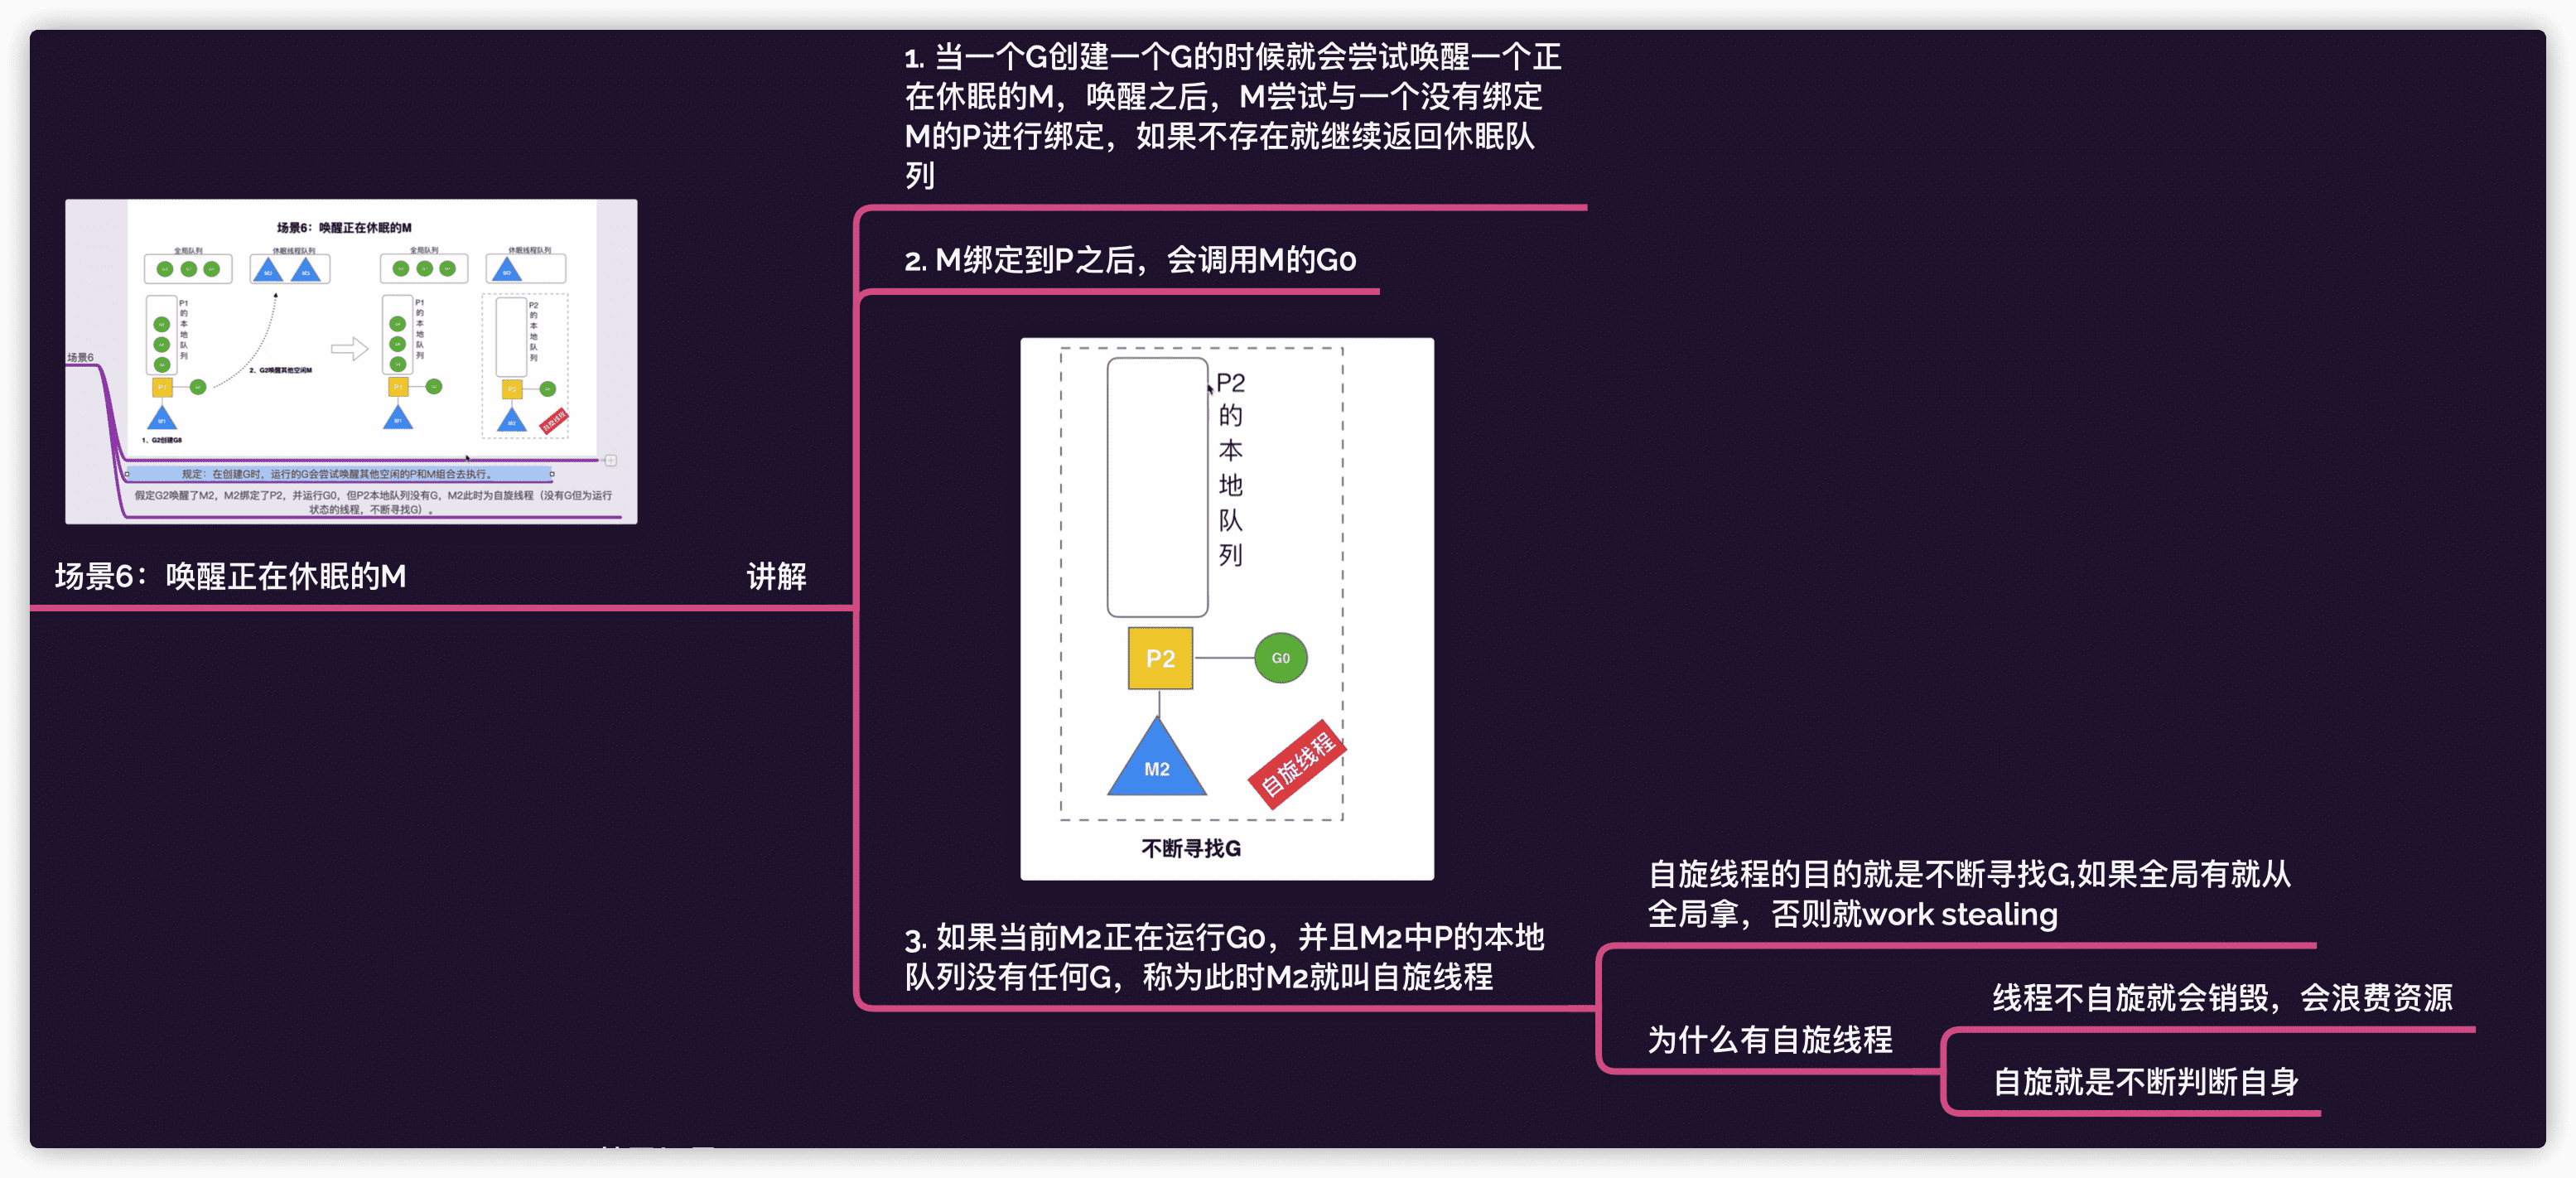 1. 当一个G创建一个G的时候就会尝试唤醒一个正
在休眠的M，唤醒之后，M尝试与一个没有绑定
M的P进行绑定，如果不存在就继续返回休眠队
列
2. M绑定到P之后，会调用M的G0
场景6：唤醒正在休眠的M
全局队列
休眠线程队列
全局队列
休眠线程队列
P1
的
本
地
队
列
P1
的
本
地
队
列
P2
的
本
地
队
列
场景6
2、G2唤醒其他空闲M
P1
P1
P2
M1
M1
M2
自旋线程
1、G2创建G8
规定：在创建G时，运行的G会尝试唤醒其他空闲的P和M组合去执行。
假定G2唤醒了M2，M2绑定了P2，并运行G0，但P2本地队列没有G，M2此时为自旋线程（没有G但为运行
状态的线程，不断寻找G）。
场景6：唤醒正在休眠的M
讲解
P2
的
本
地
队
列
P2
G0
M2
自旋线程
不断寻找G
3. 如果当前M2正在运行G0，并且M2中P的本地
队列没有任何G，称为此时M2就叫自旋线程
自旋线程的目的就是不断寻找G,如果全局有就从
全局拿，否则就work stealing
为什么有自旋线程
线程不自旋就会销毁，会浪费资源
自旋就是不断判断自身